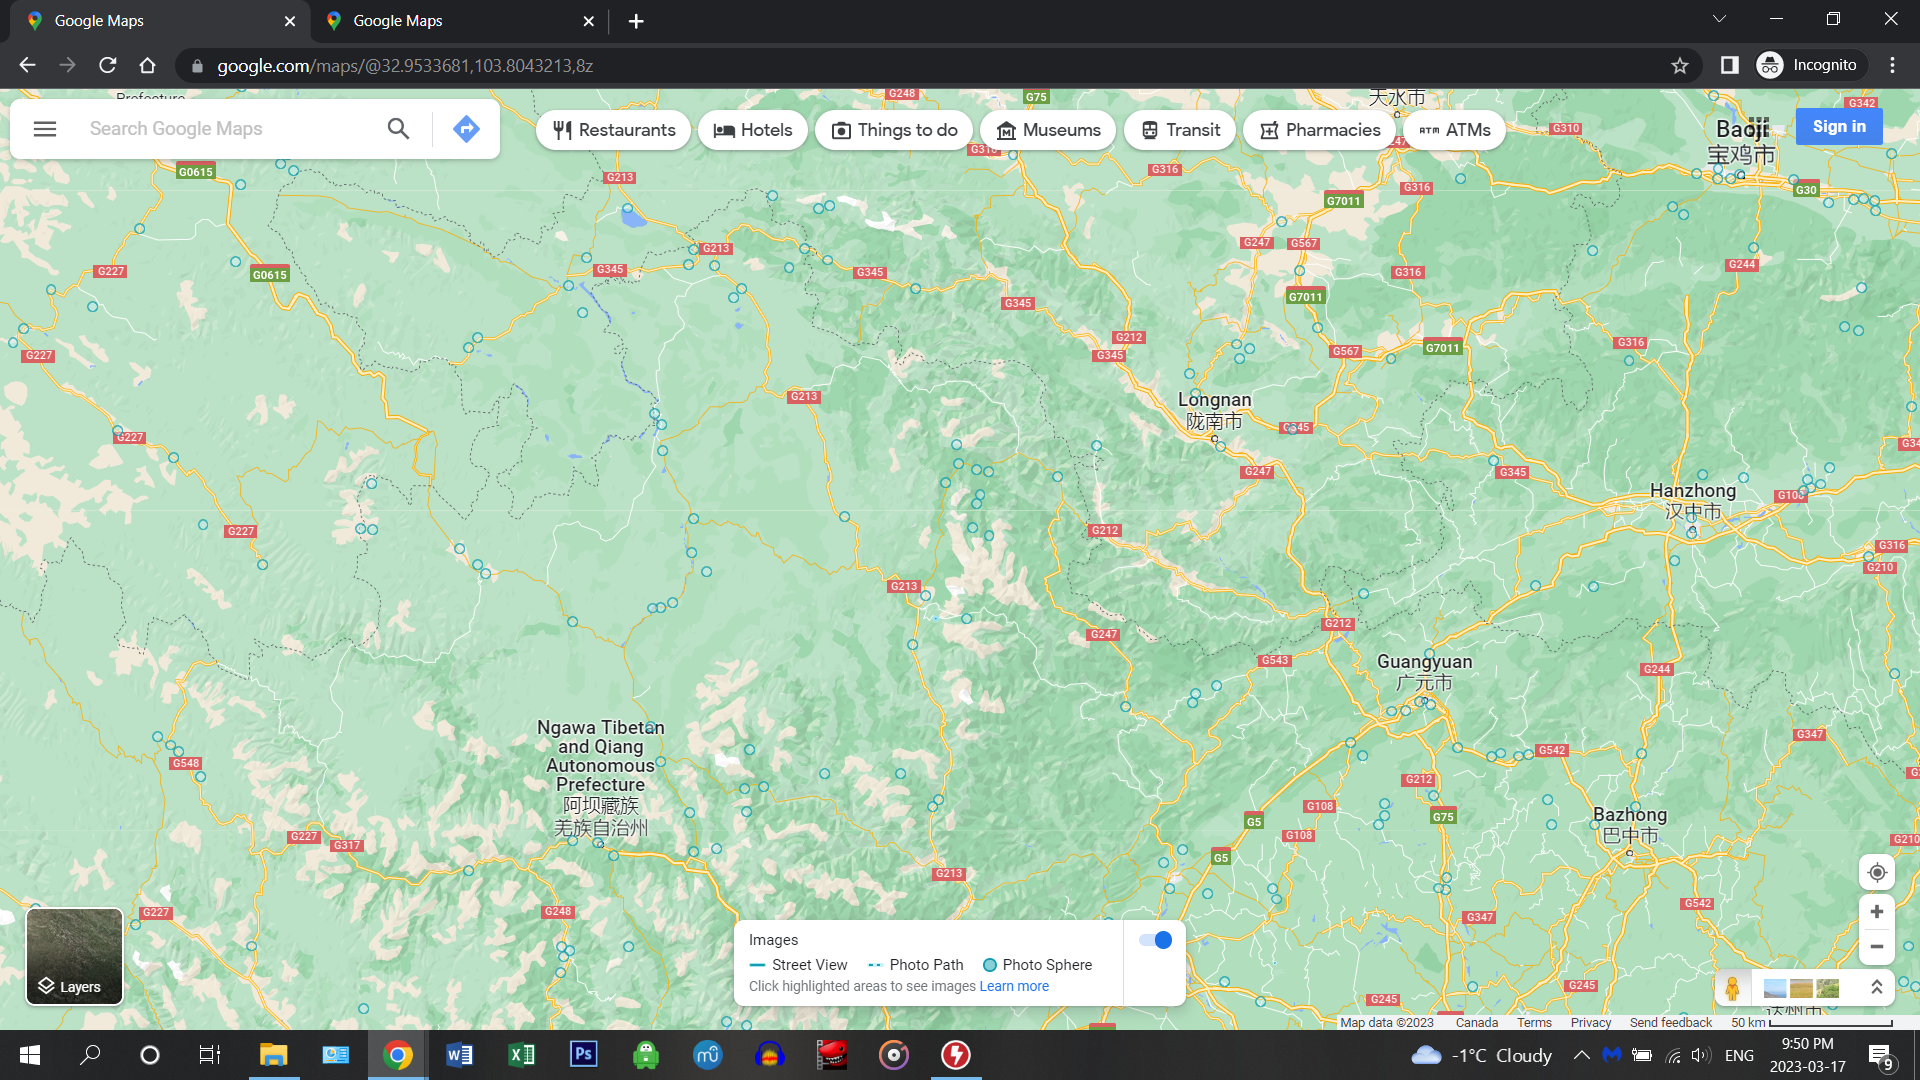 Google Maps
Google Maps
google.com/maps/@32.9533681,103.8043213,8z
Incognito
Prefecture
Search Google Maps
Restaurants
Hotels
Things to do
Museums
Transit
Pharmacies
ATMs
Sign in
G248
G75
天水市
G342
G310
Baoji
宝鸡市
G316
G316
G30
G0615
G213
G316
G7011
G227
G0615
G345
G213
G345
G247
G567
G316
G244
G7011
G345
G227
G212
G345
G567
G7011
G316
G213
Longnan
陇南市
G345
G227
G247
G345
Hanzhong
汉中市
G227
G212
G316
G210
G213
G247
G212
G543
Guangyuan
广元市
G244
Ngawa Tibetan
and Qiang
Autonomous
Prefecture
阿坝藏族
羌族自治州
G548
G542
G347
G212
G108
G75
G5
G108
G5
Bazhong
巴中市
G227
G317
G210
G213
G227
G248
G347
G542
G245
G245
G245
Layers
Images
Street View
Photo Path
Photo Sphere
Click highlighted areas to see images Learn more
Map data ©2023
Canada
Terms
Privacy
Send feedback
50 km
-1°C Cloudy
ENG
9:50 PM
2023-03-17
9